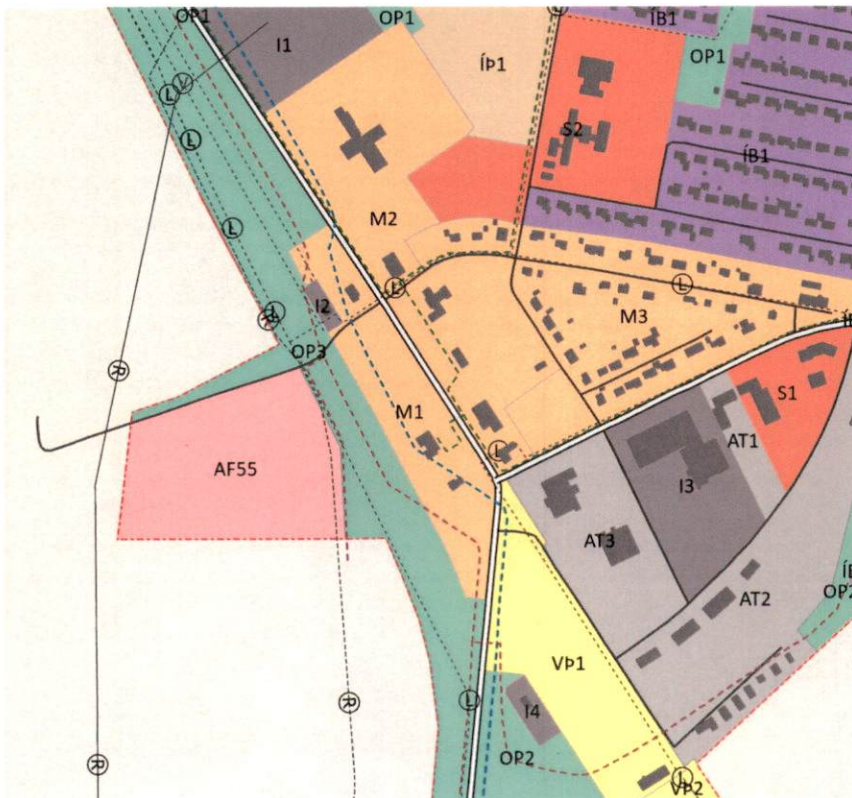 OP1
I1
OP1
ÍÞ1
ÍB1
OP1
L
V
L
S2
ÍB1
L
M2
L
L
I2
M3
L
R
OP3
R
M1
S1
AF55
AT1
L
I3
AT3
AT2
OP2
VÞ1
I4
L
R
OP2
R
L
VÞ2